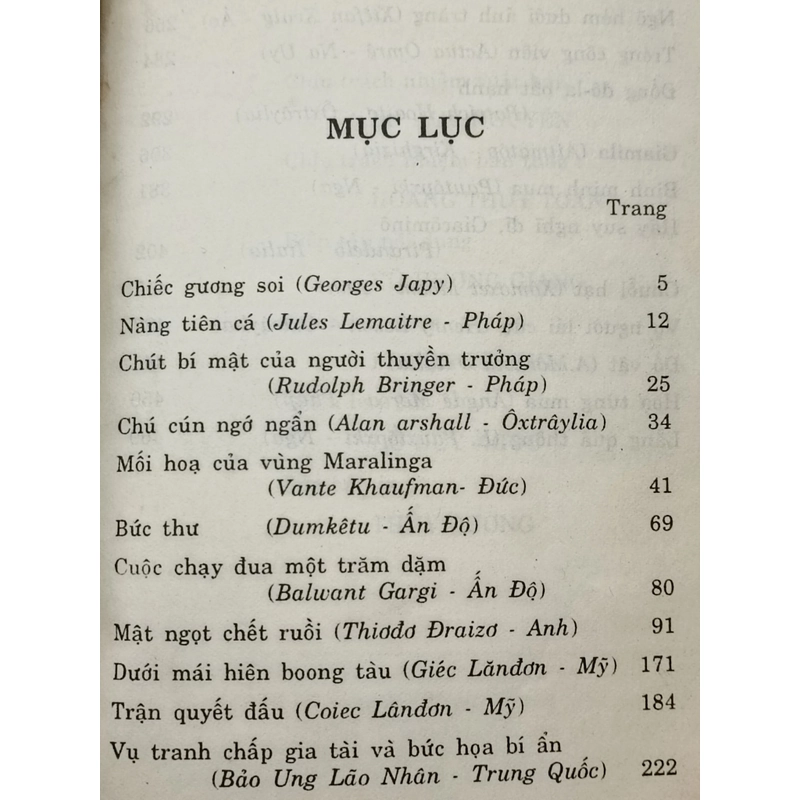 MỤC LỤC
Trang
Chiếc gương soi (Georges Japy) 5
Nàng tiên cá (Jules Lemaitre - Pháp) 12
Chút bí mật của người thuyền trưởng
(Rudolph Bringer - Pháp) 25
Chú cún ngớ ngẩn (Alan arshall - Ôxtrâylia) 34
Mối hoạ của vùng Maralinga
(Vante Khaufman- Đức) 41
Bức thư (Dumkêtu - Ấn Độ) 69
Cuộc chạy đua một trăm dặm
(Balwant Gargi - Ấn Độ) 80
Mật ngọt chết ruồi (Thiơđơ Đraizơ - Anh) 91
Dưới mái hiên boong tàu (Giéc Lănđơn - Mỹ) 171
Trận quyết đấu (Coiec Lânđơn - Mỹ) 184
Vụ tranh chấp gia tài và bức họa bí ẩn
(Bảo Ung Lão Nhân - Trung Quốc) 222